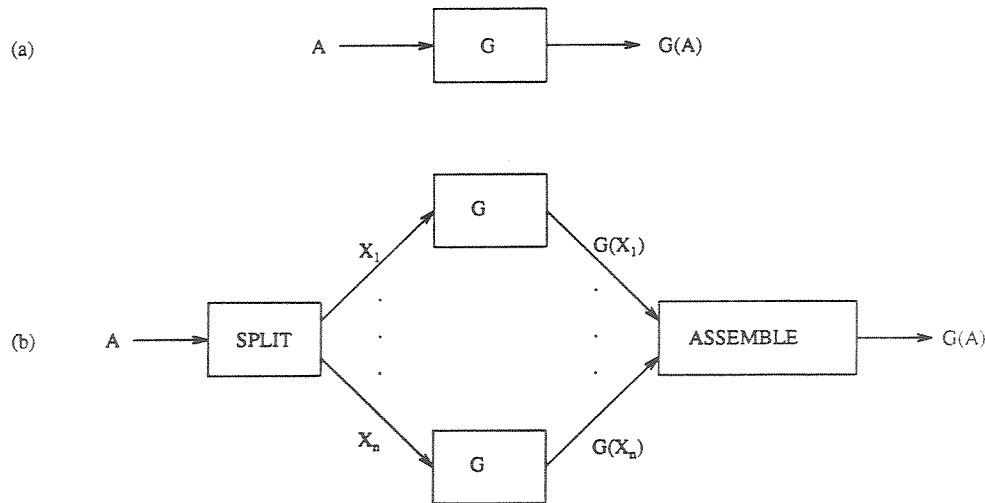 (a) A G G(A)
G
X₁ G(X₁)
(b) A SPLIT ASSEMBLE G(A)
Xₙ G(Xₙ)
G